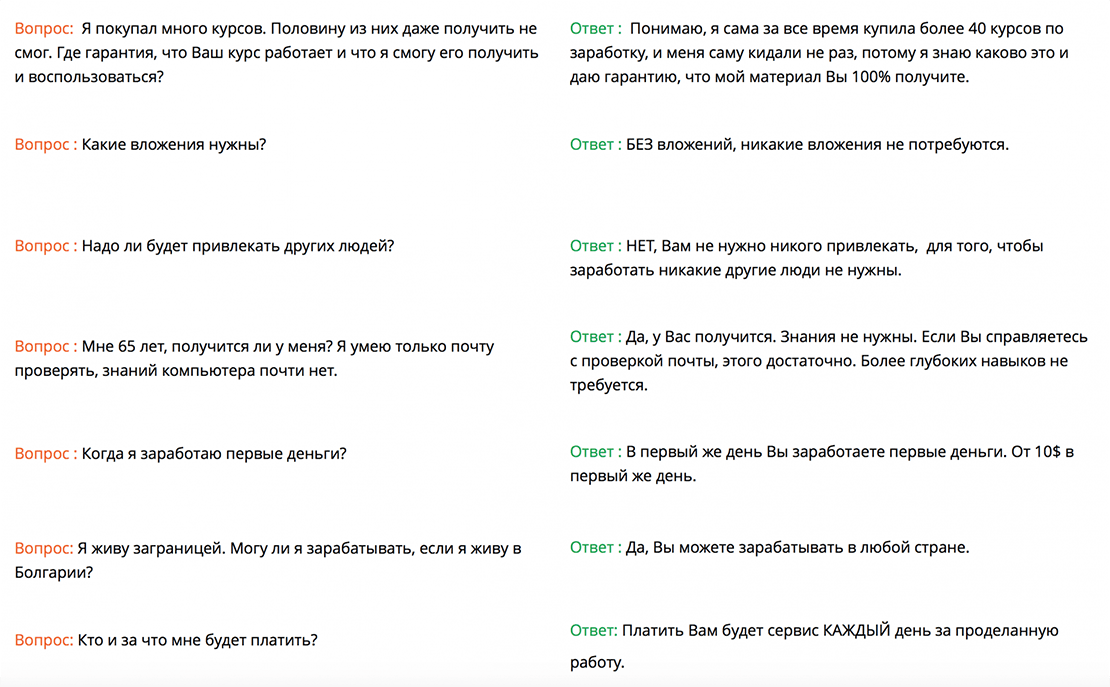 Вопрос: Я покупал много курсов. Половину из них даже получить не
смог. Где гарантия, что Ваш курс работает и что я смогу его получить
и воспользоваться?
Ответ : Понимаю, я сама за все время купила более 40 курсов по
заработку, и меня саму кидали не раз, потому я знаю каково это и
даю гарантию, что мой материал Вы 100% получите.
Вопрос : Какие вложения нужны?
Ответ : БЕЗ вложений, никакие вложения не потребуются.
Вопрос : Надо ли будет привлекать других людей?
Ответ : НЕТ, Вам не нужно никого привлекать, для того, чтобы
заработать никакие другие люди не нужны.
Вопрос : Мне 65 лет, получится ли у меня? Я умею только почту
проверять, знаний компьютера почти нет.
Ответ : Да, у Вас получится. Знания не нужны. Если Вы справляетесь
с проверкой почты, этого достаточно. Более глубоких навыков не
требуется.
Вопрос : Когда я заработаю первые деньги?
Ответ : В первый же день Вы заработаете первые деньги. От 10$ в
первый же день.
Вопрос: Я живу заграницей. Могу ли я зарабатывать, если я живу в
Болгарии?
Ответ : Да, Вы можете зарабатывать в любой стране.
Вопрос: Кто и за что мне будет платить?
Ответ: Платить Вам будет сервис КАЖДЫЙ день за проделанную
работу.